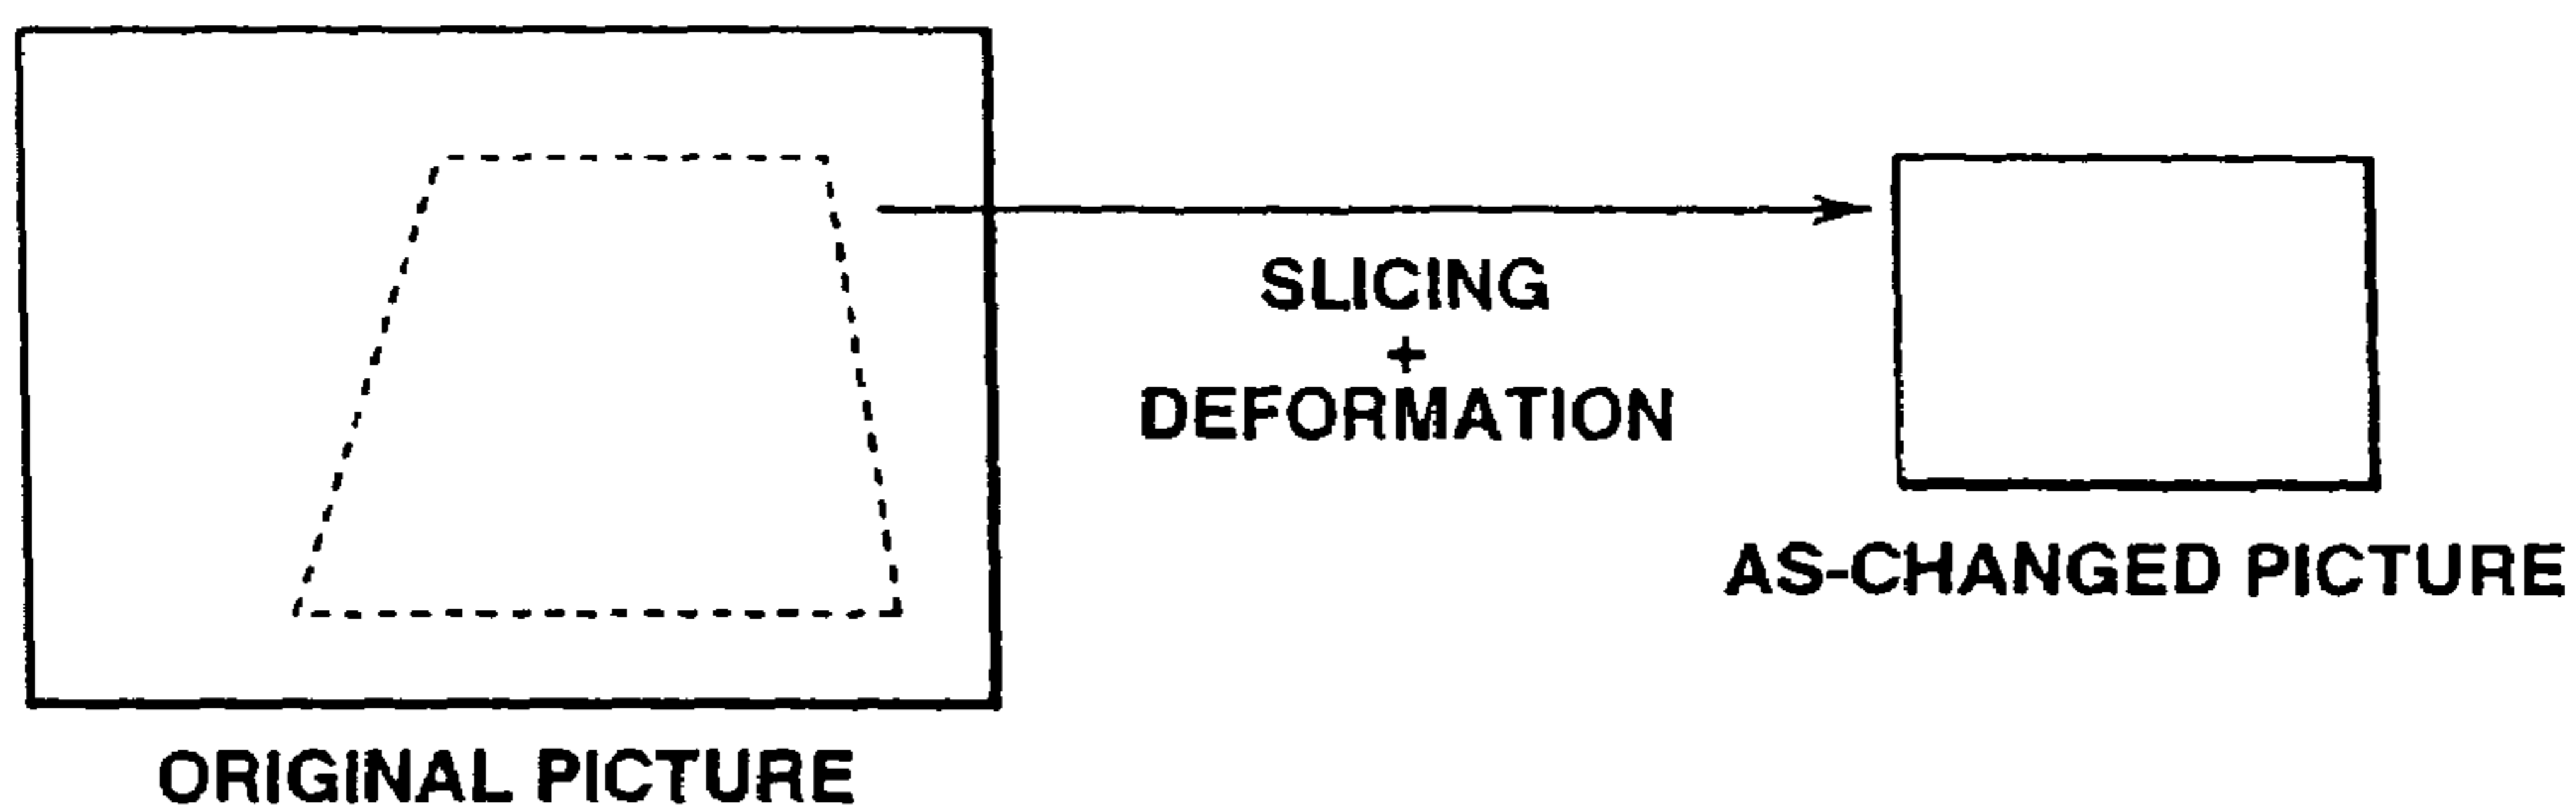 SLICING
+
DEFORMATION
AS-CHANGED PICTURE
ORIGINAL PICTURE